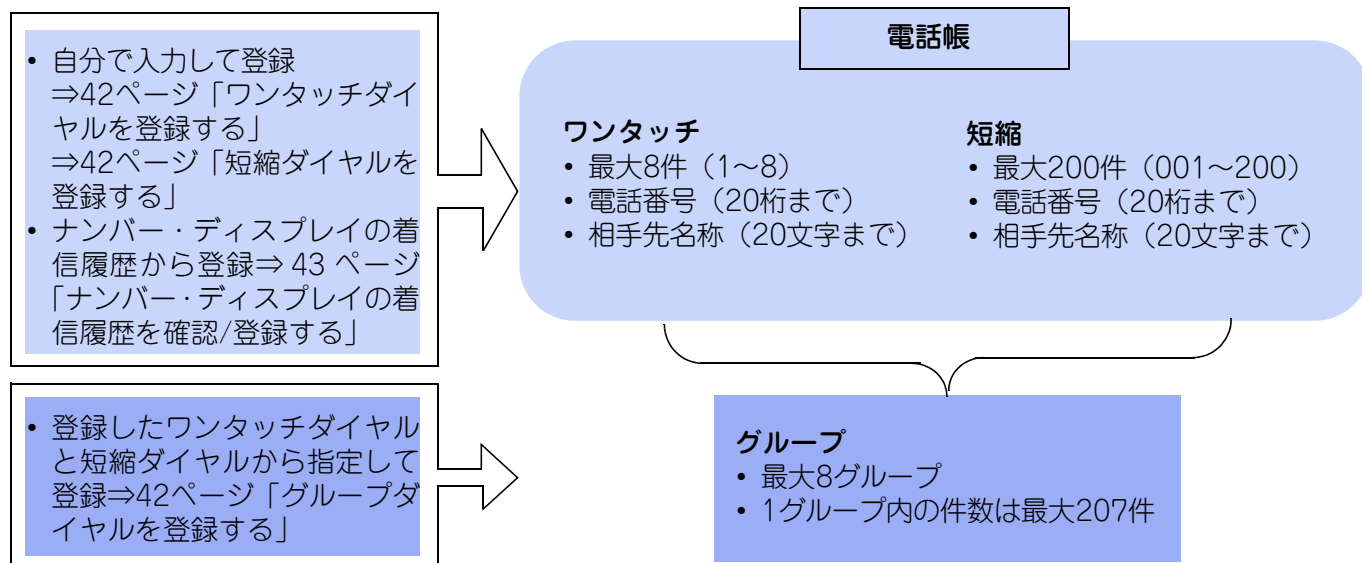 • 自分で入力して登録
⇒42ページ「ワンタッチダイ
ヤルを登録する」
⇒42ページ「短縮ダイヤルを
登録する」
• ナンバー・ディスプレイの着
信履歴から登録⇒ 43 ページ
「ナンバー・ディスプレイの着
信履歴を確認/登録する」
電話帳
ワンタッチ
• 最大8件（1～8）
• 電話番号（20桁まで）
• 相手先名称（20文字まで）
短縮
• 最大200件（001～200）
• 電話番号（20桁まで）
• 相手先名称（20文字まで）
• 登録したワンタッチダイヤル
と短縮ダイヤルから指定して
登録⇒42ページ「グループダ
イヤルを登録する」
グループ
• 最大8グループ
• 1グループ内の件数は最大207件